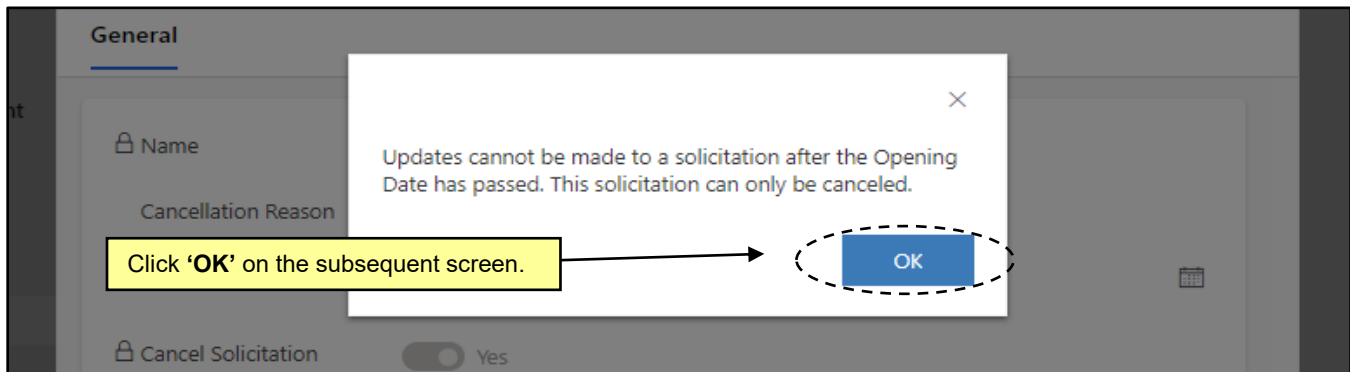 General
nt
Name
Updates cannot be made to a solicitation after the Opening
Date has passed. This solicitation can only be canceled.
Cancellation Reason
Click ‘OK’ on the subsequent screen.
OK
Cancel Solicitation
Yes